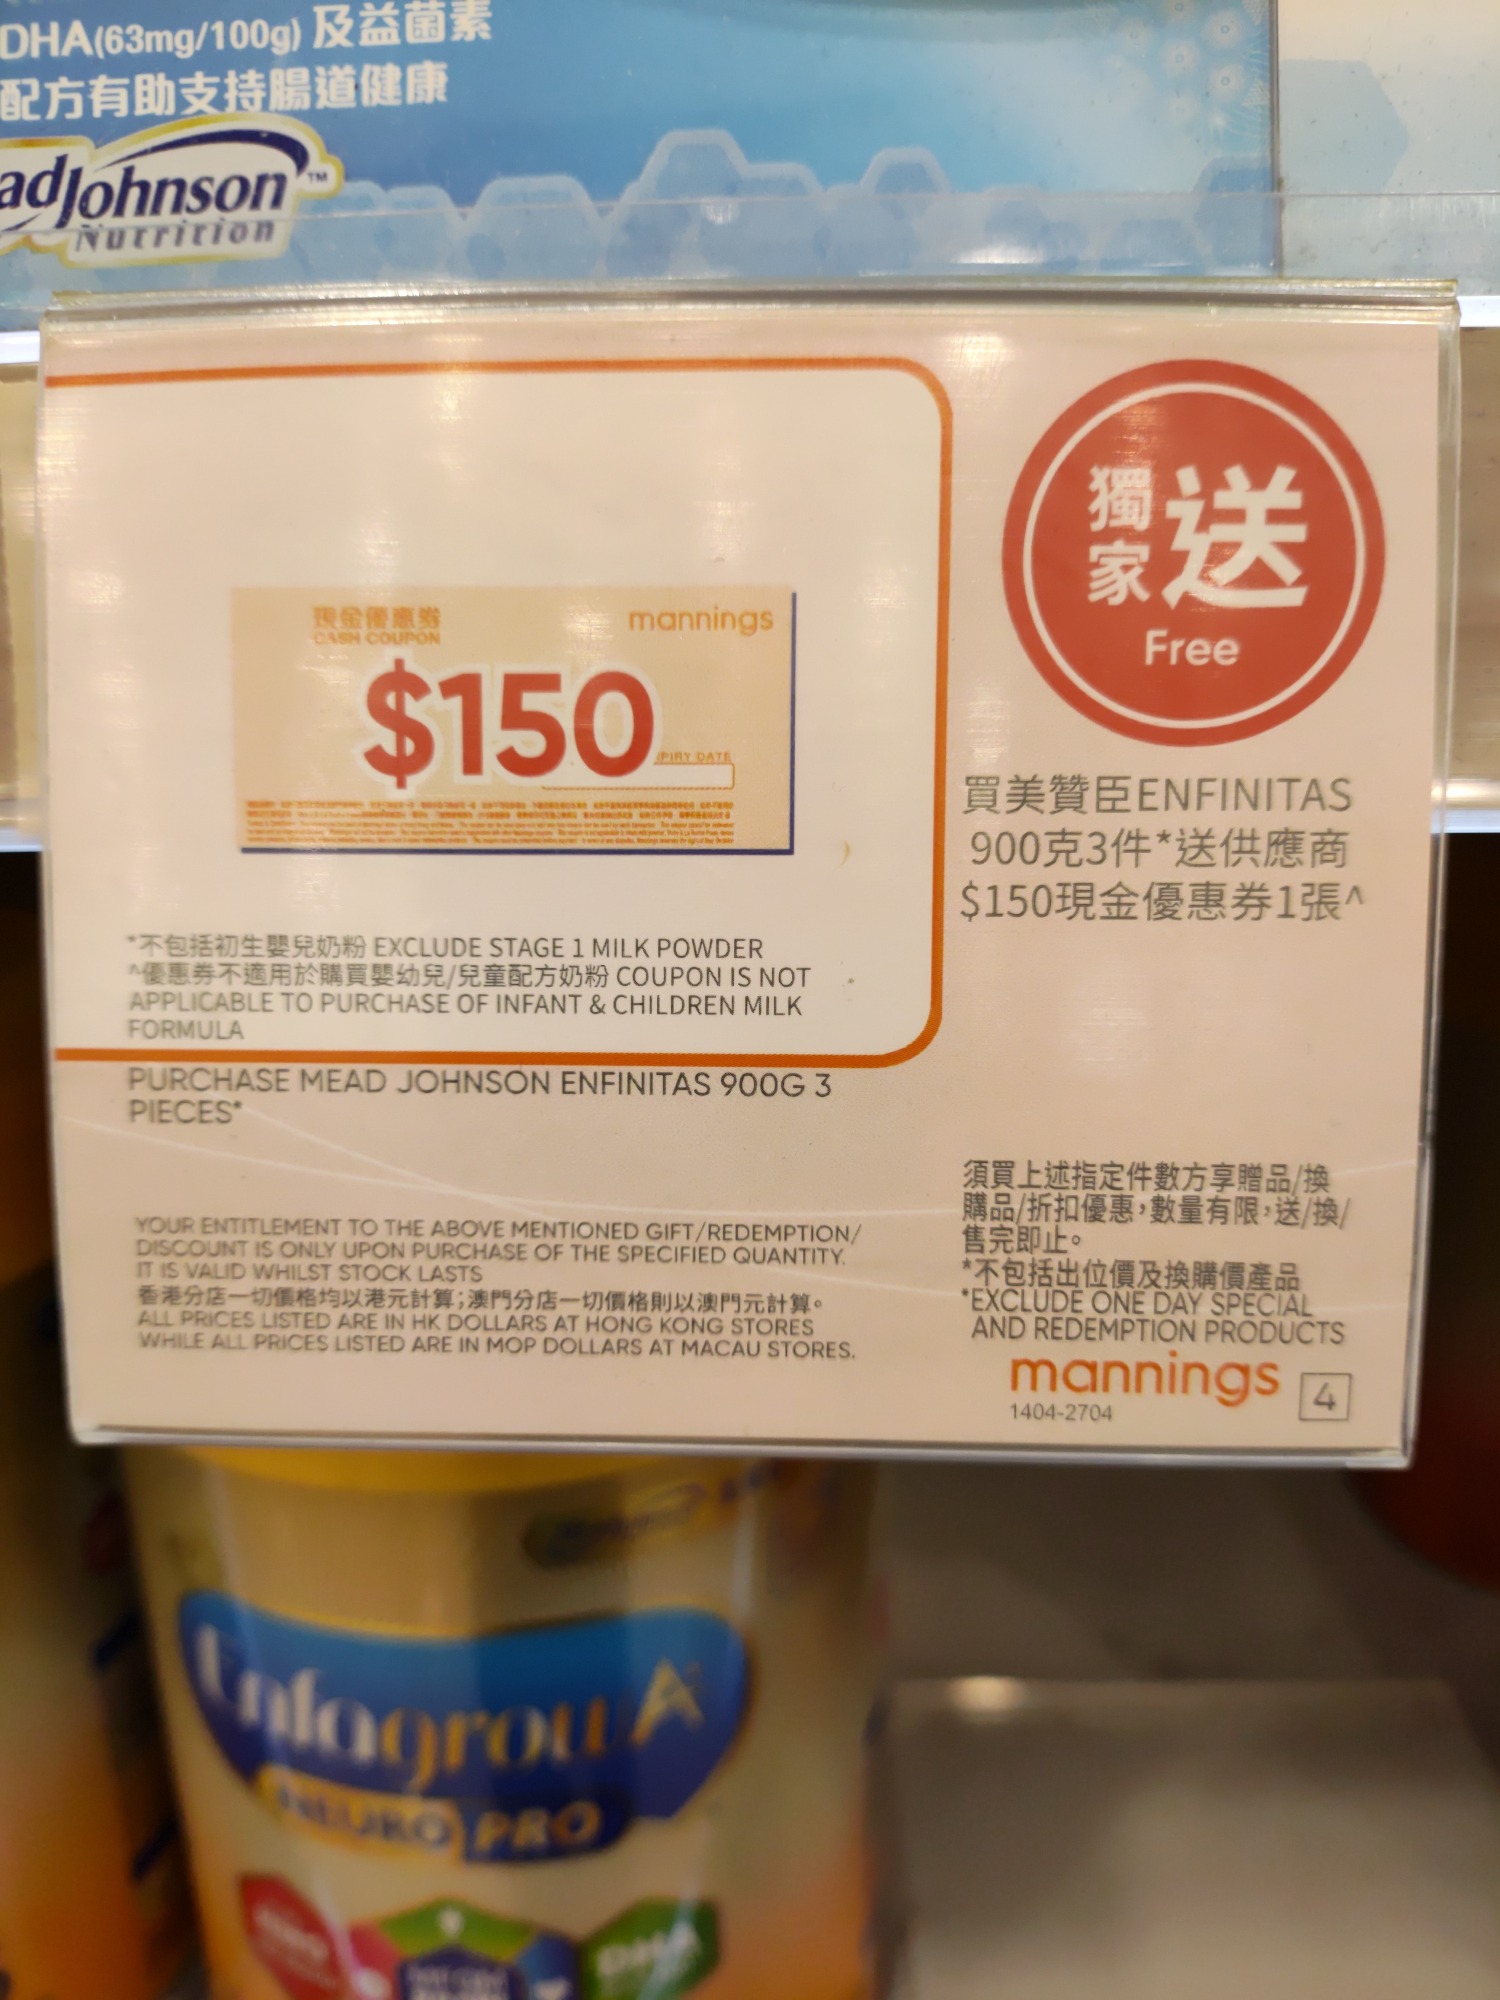 DHA(63mg/100g) 及益菌素
配方有助支持腸道健康
adJohnson™
Nutrition
現金優惠券
CASH COUPON
mannings
$150
PIRY DATE
獨家
送
Free
買美贊臣ENFINITAS
900克3件*送供應商
$150現金優惠券1張^
*不包括初生嬰兒奶粉 EXCLUDE STAGE 1 MILK POWDER
^優惠券不適用於購買嬰幼兒/兒童配方奶粉 COUPON IS NOT
APPLICABLE TO PURCHASE OF INFANT & CHILDREN MILK
FORMULA
PURCHASE MEAD JOHNSON ENFINITAS 900G 3
PIECES*
YOUR ENTITLEMENT TO THE ABOVE MENTIONED GIFT/REDEMPTION/
DISCOUNT IS ONLY UPON PURCHASE OF THE SPECIFIED QUANTITY.
IT IS VALID WHILST STOCK LASTS
香港分店一切價格均以港元計算;澳門分店一切價格則以澳門元計算。
ALL PRICES LISTED ARE IN HK DOLLARS AT HONG KONG STORES
WHILE ALL PRICES LISTED ARE IN MOP DOLLARS AT MACAU STORES.
須買上述指定件數方享贈品/換
購品/折扣優惠,數量有限,送/換/
售完即止。
*不包括出位價及換購價產品
*EXCLUDE ONE DAY SPECIAL
AND REDEMPTION PRODUCTS
mannings
4
1404-2704
Enfagrow A+
NEURO PRO
DHA